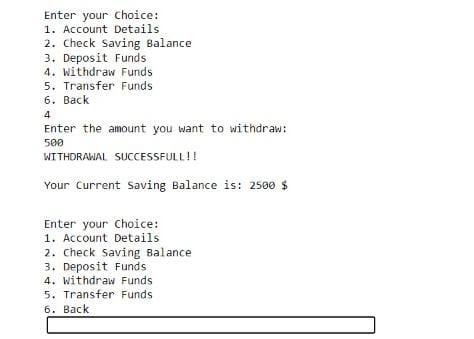 Enter your Choice:
1. Account Details
2. Check Saving Balance
3. Deposit Funds
4. Withdraw Funds
5. Transfer Funds
6. Back
4
Enter the amount you want to withdraw:
500
WITHDRAWAL SUCCESSFULL!!
Your Current Saving Balance is: 2500 $
Enter your Choice:
1. Account Details
2. Check Saving Balance
3. Deposit Funds
4. Withdraw Funds
5. Transfer Funds
6. Back